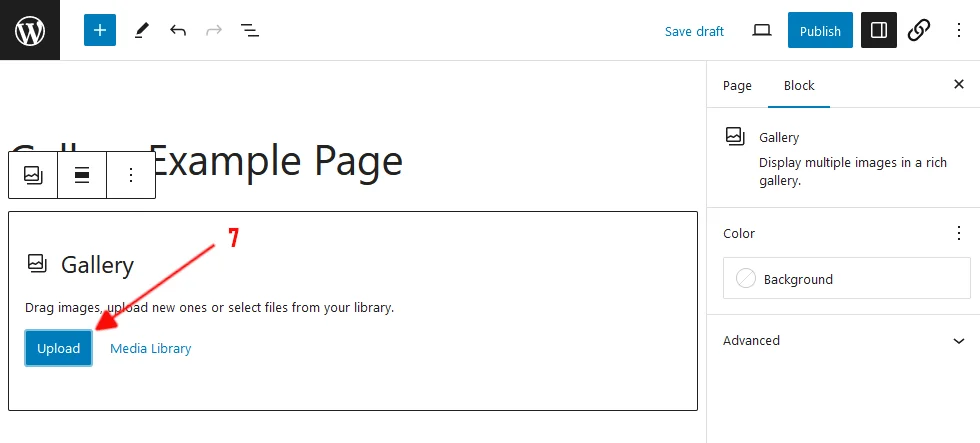 Save draft
Publish
Page
Block
Gallery
Display multiple images in a rich
gallery.
Color
Background
Advanced
Example Page
7
Gallery
Drag images, upload new ones or select files from your library.
Upload
Media Library